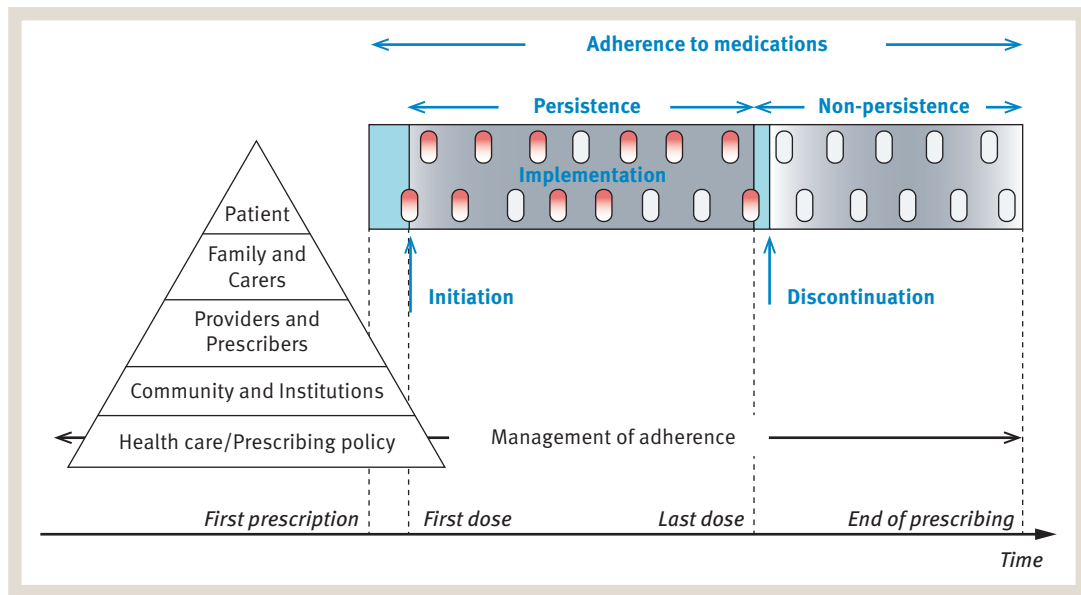 Adherence to medications
Persistence
Non-persistence
Implementation
Patient
Family and
Carers
Initiation
Discontinuation
Providers and
Prescribers
Community and Institutions
Health care/Prescribing policy
Management of adherence
First prescription
First dose
Last dose
End of prescribing
Time